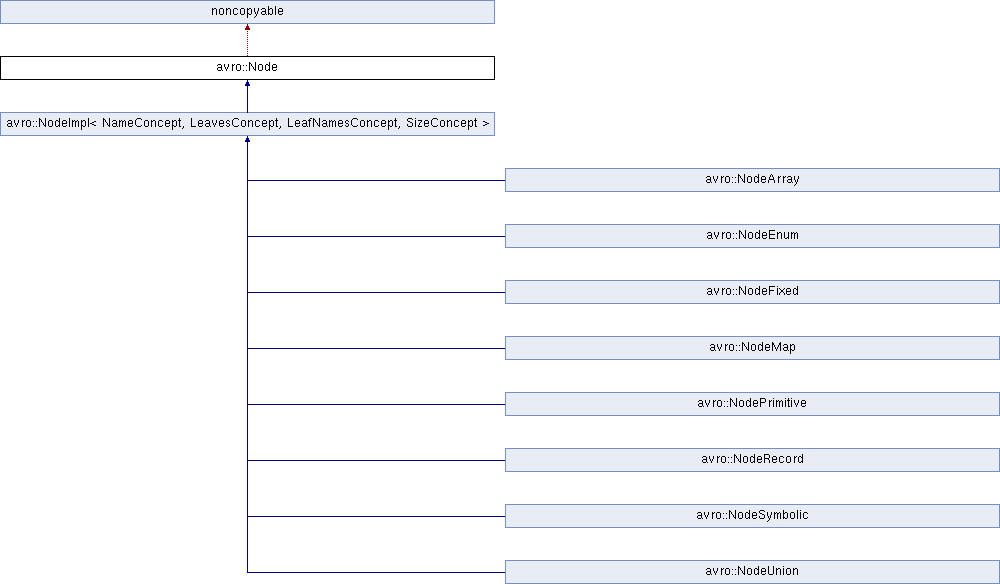 noncopyable
avro::Node
avro::NodeImpl< NameConcept, LeavesConcept, LeafNamesConcept, SizeConcept >
avro::NodeArray
avro::NodeEnum
avro::NodeFixed
avro::NodeMap
avro::NodePrimitive
avro::NodeRecord
avro::NodeSymbolic
avro::NodeUnion